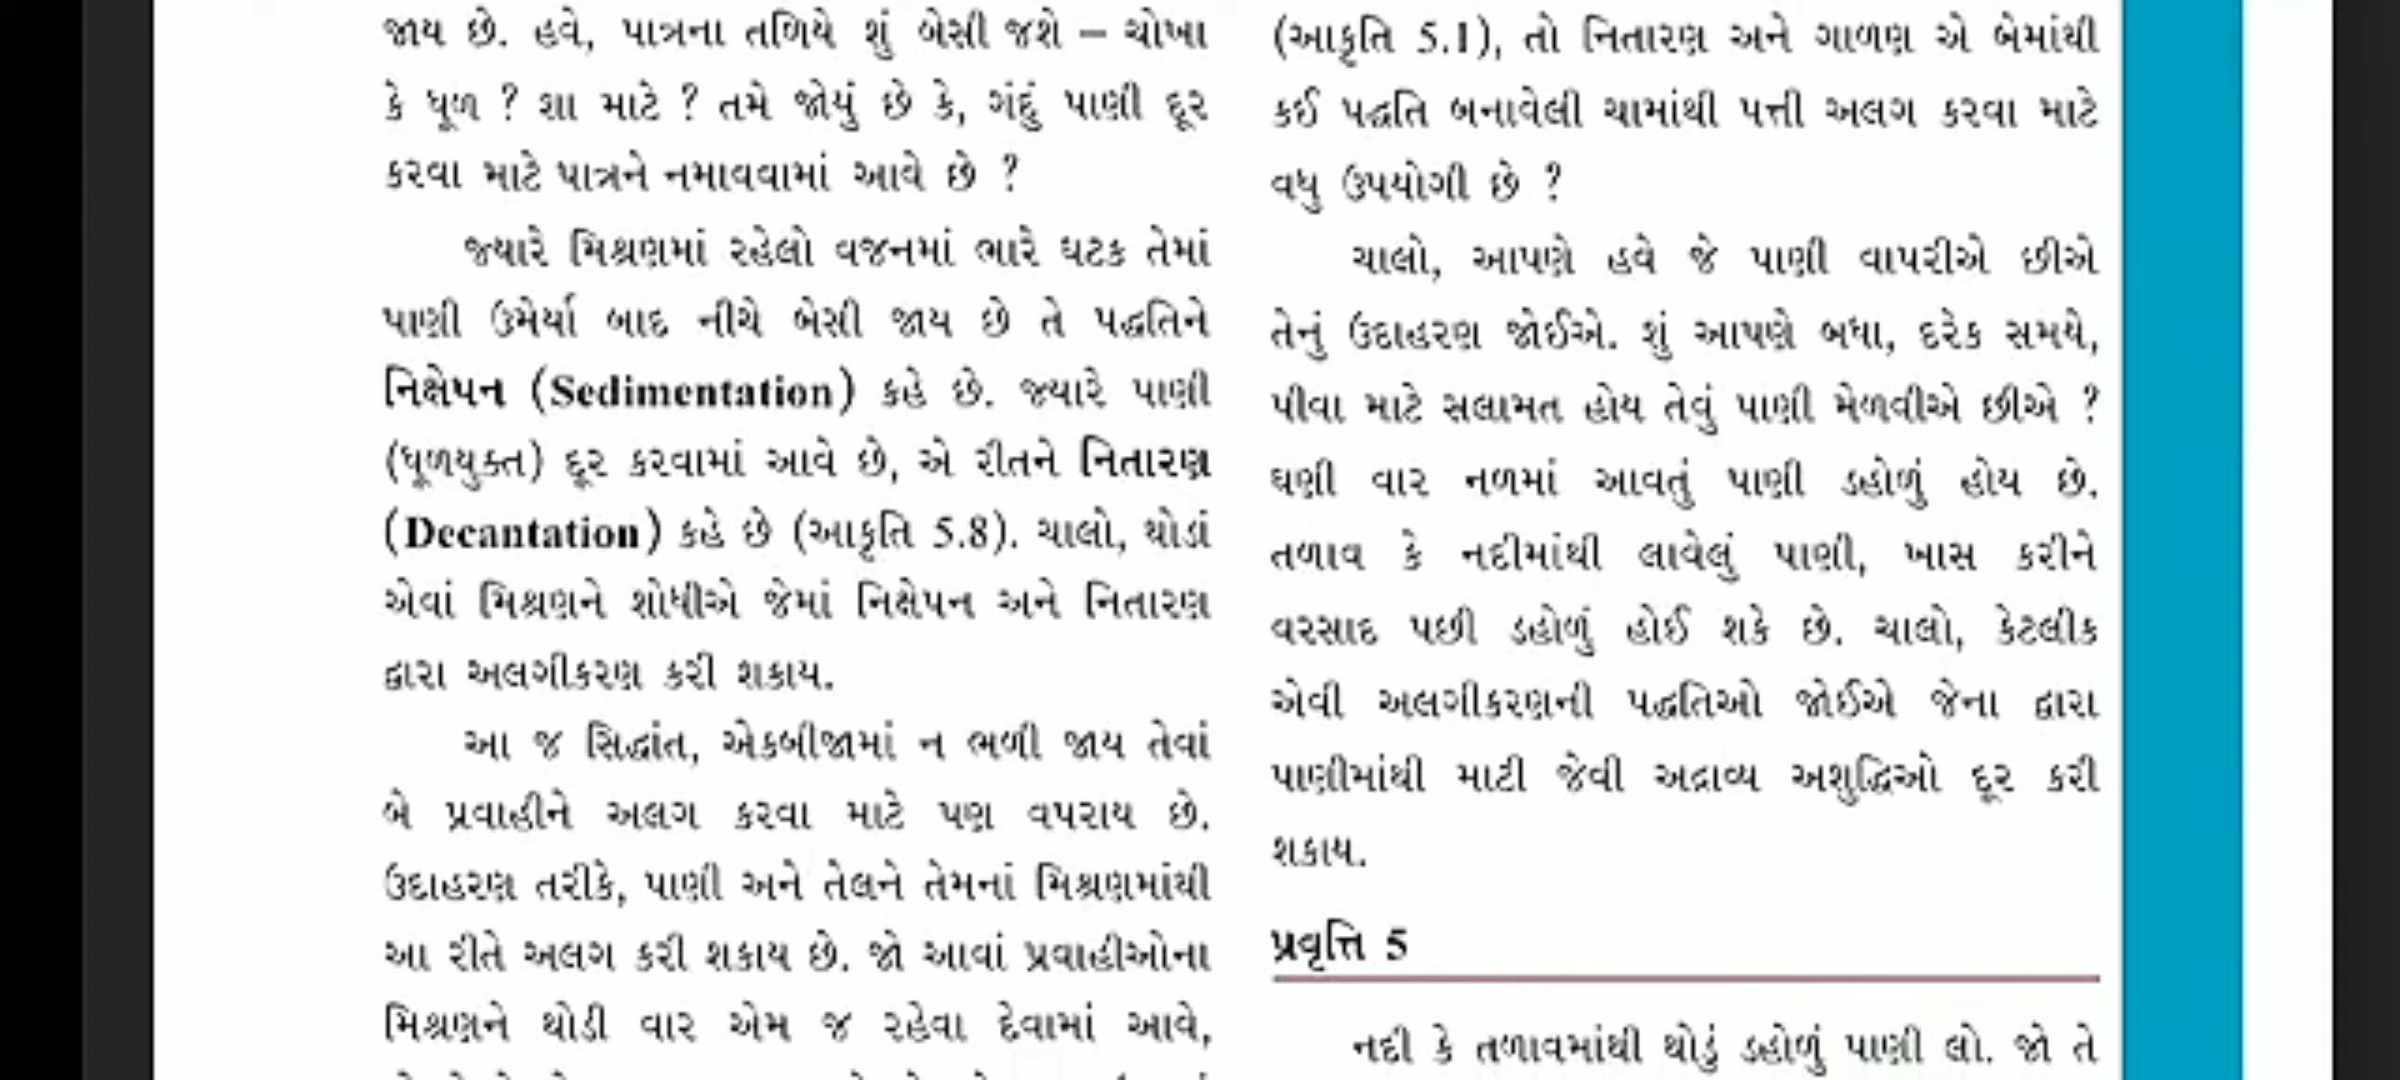 જાય છે. હવે, પાત્રના તળિયે શું બેસી જશે – ચોખા
કે ધૂળ ? શા માટે ? તમે જોયું છે કે, ગંદું પાણી દૂર
કરવા માટે પાત્રને નમાવવામાં આવે છે ?
જ્યારે મિશ્રણમાં રહેલો વજનમાં ભારે ઘટક તેમાં
પાણી ઉમેર્યા બાદ નીચે બેસી જાય છે તે પદ્ધતિને
નિક્ષેપન (Sedimentation) કહે છે. જ્યારે પાણી
(ધૂળયુક્ત) દૂર કરવામાં આવે છે, એ રીતને નિતારણ
(Decantation) કહે છે (આકૃતિ 5.8). ચાલો, થોડાં
એવાં મિશ્રણને શોધીએ જેમાં નિક્ષેપન અને નિતારણ
દ્વારા અલગીકરણ કરી શકાય.
આ જ સિદ્ધાંત, એકબીજામાં ન ભળી જાય તેવાં
બે પ્રવાહીને અલગ કરવા માટે પણ વપરાય છે.
ઉદાહરણ તરીકે, પાણી અને તેલને તેમનાં મિશ્રણમાંથી
આ રીતે અલગ કરી શકાય છે. જો આવાં પ્રવાહીઓના
મિશ્રણને થોડી વાર એમ જ રહેવા દેવામાં આવે,
(આકૃતિ 5.1), તો નિતારણ અને ગાળણ એ બેમાંથી
કઈ પદ્ધતિ બનાવેલી ચામાંથી પત્તી અલગ કરવા માટે
વધુ ઉપયોગી છે ?
ચાલો, આપણે હવે જે પાણી વાપરીએ છીએ
તેનું ઉદાહરણ જોઈએ. શું આપણે બધા, દરેક સમયે,
પીવા માટે સલામત હોય તેવું પાણી મેળવીએ છીએ ?
ઘણી વાર નળમાં આવતું પાણી ડહોળું હોય છે.
તળાવ કે નદીમાંથી લાવેલું પાણી, ખાસ કરીને
વરસાદ પછી ડહોળું હોઈ શકે છે. ચાલો, કેટલીક
એવી અલગીકરણની પદ્ધતિઓ જોઈએ જેના દ્વારા
પાણીમાંથી માટી જેવી અદ્રાવ્ય અશુદ્ધિઓ દૂર કરી
શકાય.
પ્રવૃત્તિ 5
નદી કે તળાવમાંથી થોડું ડહોળું પાણી લો. જો તે